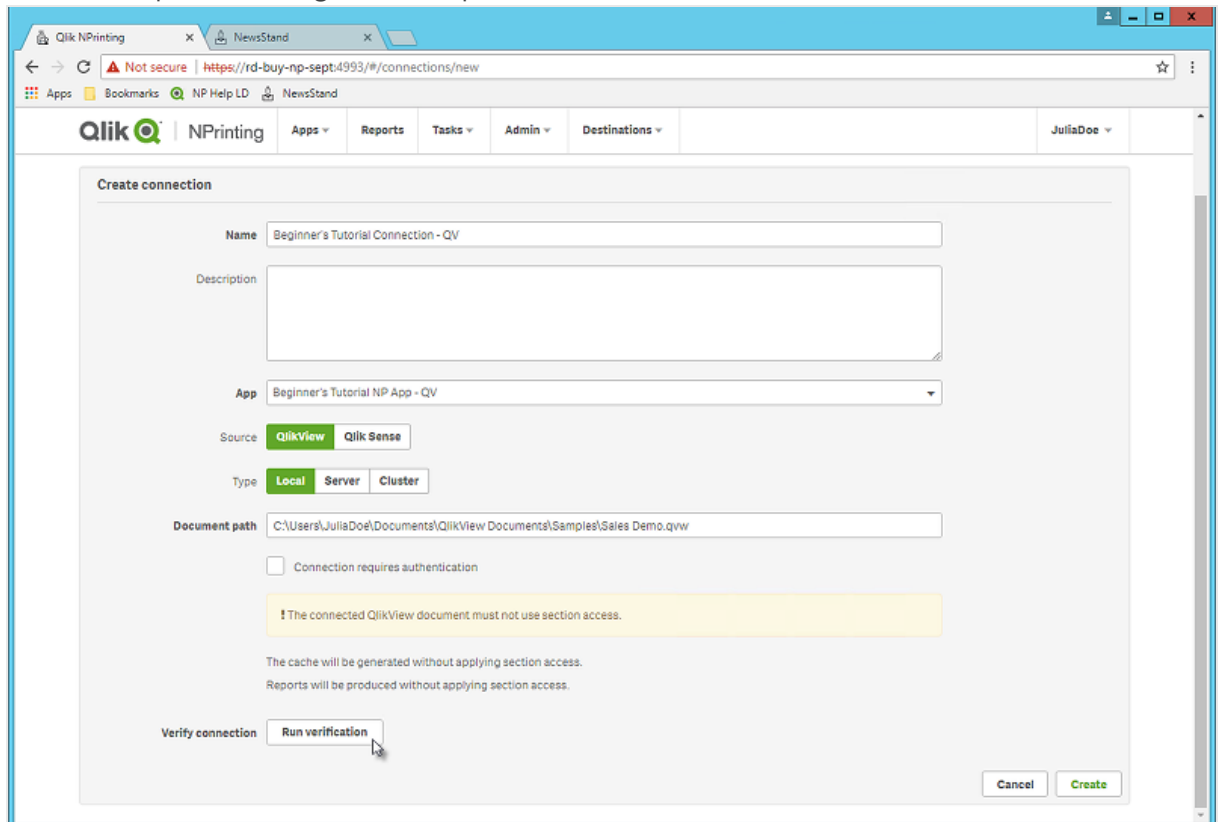 Qlik NPrinting NewsStand
Not secure | https://rd-buy-np-sept:4993/#/connections/new
Apps Bookmarks NP Help LD NewsStand
Qlik NPrinting Apps Reports Tasks Admin Destinations JuliaDoe
Create connection
Name Beginner's Tutorial Connection - QV
Description
App Beginner's Tutorial NP App - QV
Source QlikView Qlik Sense
Type Local Server Cluster
Document path C:\Users\JuliaDoe\Documents\QlikView Documents\Samples\Sales Demo.qvw
Connection requires authentication
! The connected QlikView document must not use section access.
The cache will be generated without applying section access.
Reports will be produced without applying section access.
Verify connection Run verification
Cancel Create